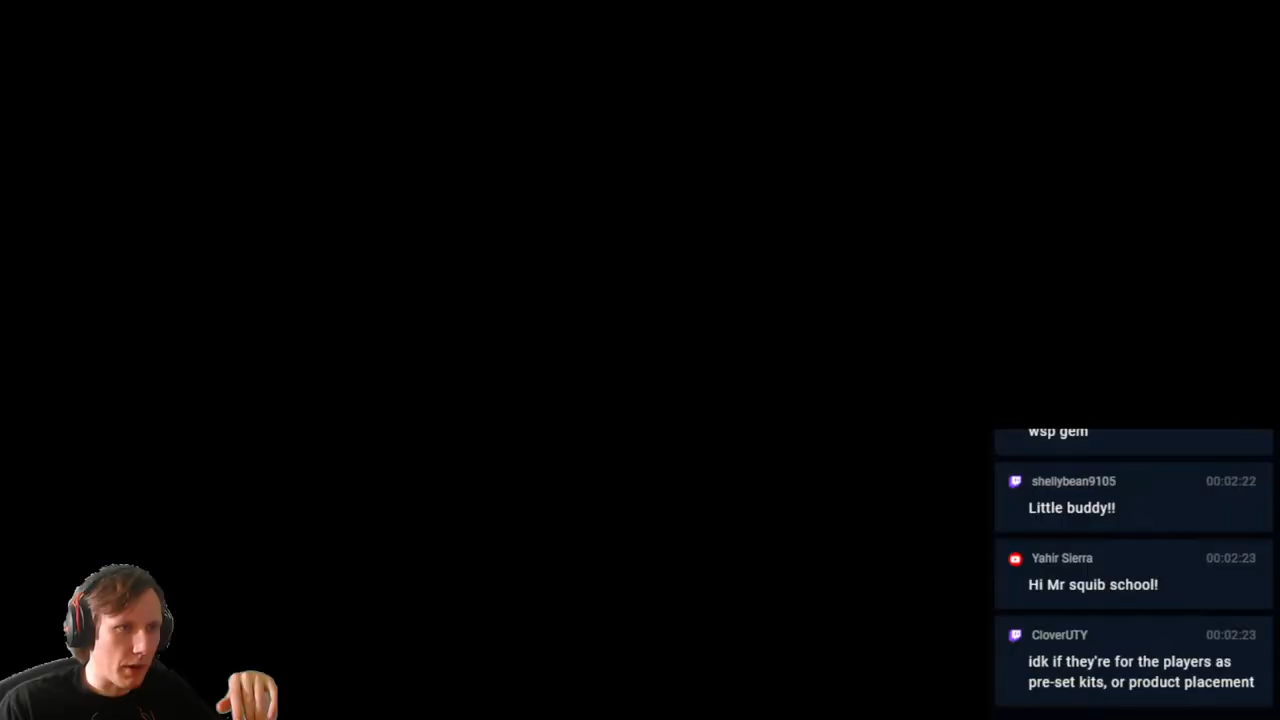 wsp gem
shellybean9105 00:02:22
Little buddy!!
Yahir Sierra 00:02:23
Hi Mr squib school!
CloverUTY 00:02:23
idk if they're for the players as
pre-set kits, or product placement